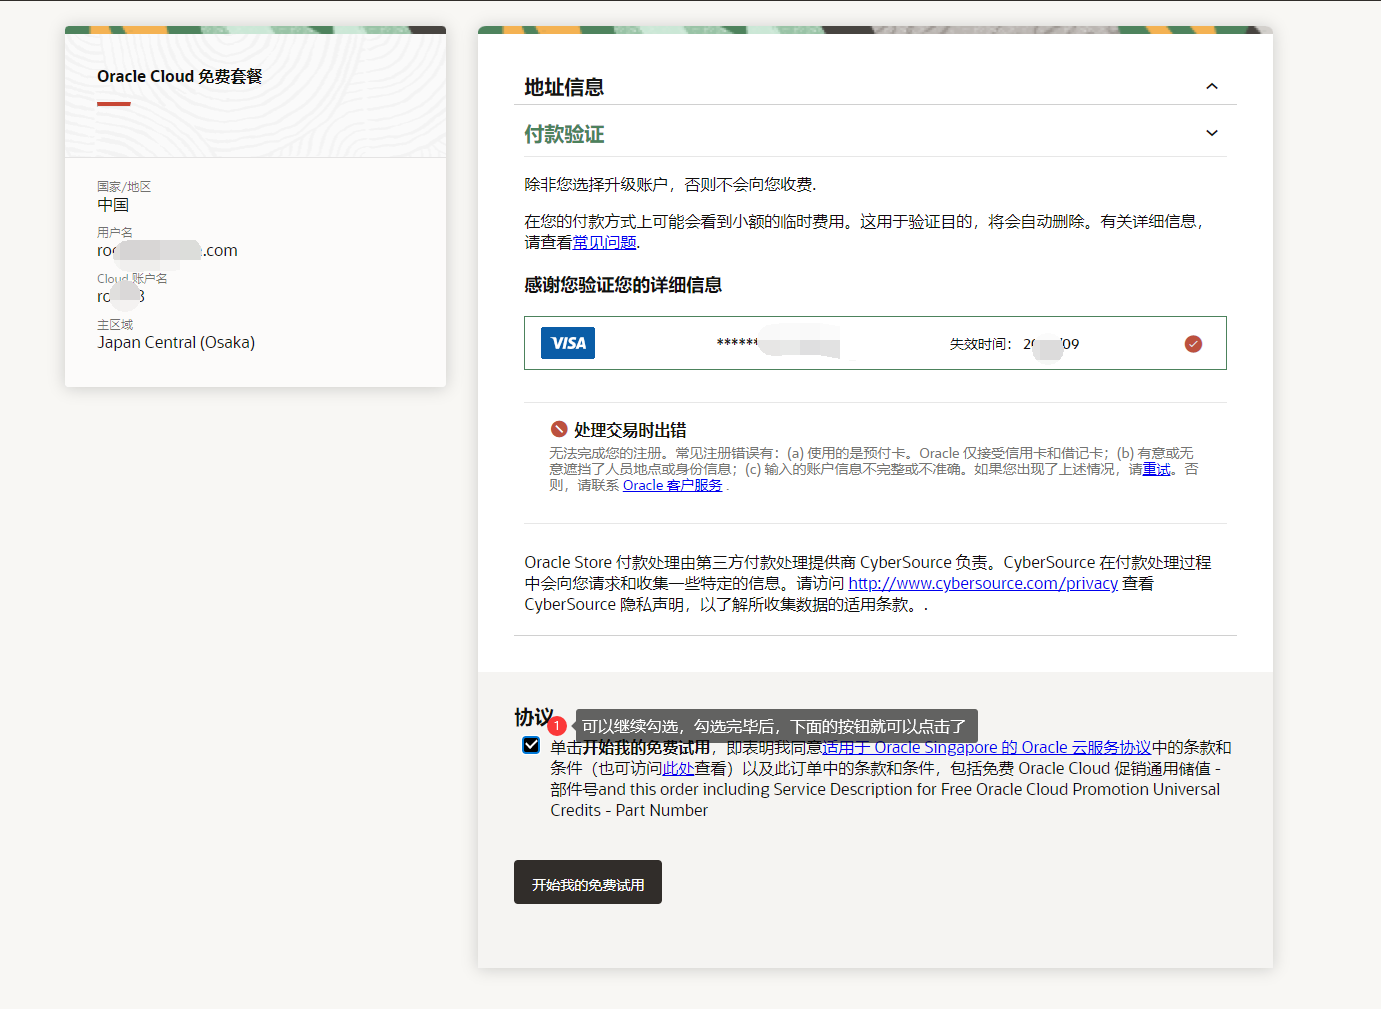 Oracle Cloud 免费套餐
国家/地区
中国
用户名
.com
Cloud 账户名
主区域
Japan Central (Osaka)
地址信息
付款验证
除非您选择升级账户，否则不会向您收费.
在您的付款方式上可能会看到小额的临时费用。这用于验证目的，将会自动删除。有关详细信息，
请查看常见问题.
感谢您验证您的详细信息
VISA ****** 失效时间： 20 /09
处理交易时出错
无法完成您的注册。常见注册错误有：(a) 使用的是预付卡。Oracle 仅接受信用卡和借记卡；(b) 有意或无
意遮挡了人员地点或身份信息；(c) 输入的账户信息不完整或不准确。如果您出现了上述情况，请重试。否
则，请联系 Oracle 客户服务 .
Oracle Store 付款处理由第三方付款处理提供商 CyberSource 负责。CyberSource 在付款处理过程
中会向您请求和收集一些特定的信息。请访问 http://www.cybersource.com/privacy 查看
CyberSource 隐私声明，以了解所收集数据的适用条款。.
协议
1 可以继续勾选，勾选完毕后，下面的按钮就可以点击了
单击开始我的免费试用，即表明我同意适用于 Oracle Singapore 的 Oracle 云服务协议中的条款和
条件（也可访问此处查看）以及此订单中的条款和条件，包括免费 Oracle Cloud 促销通用储值 -
部件号and this order including Service Description for Free Oracle Cloud Promotion Universal
Credits - Part Number
开始我的免费试用